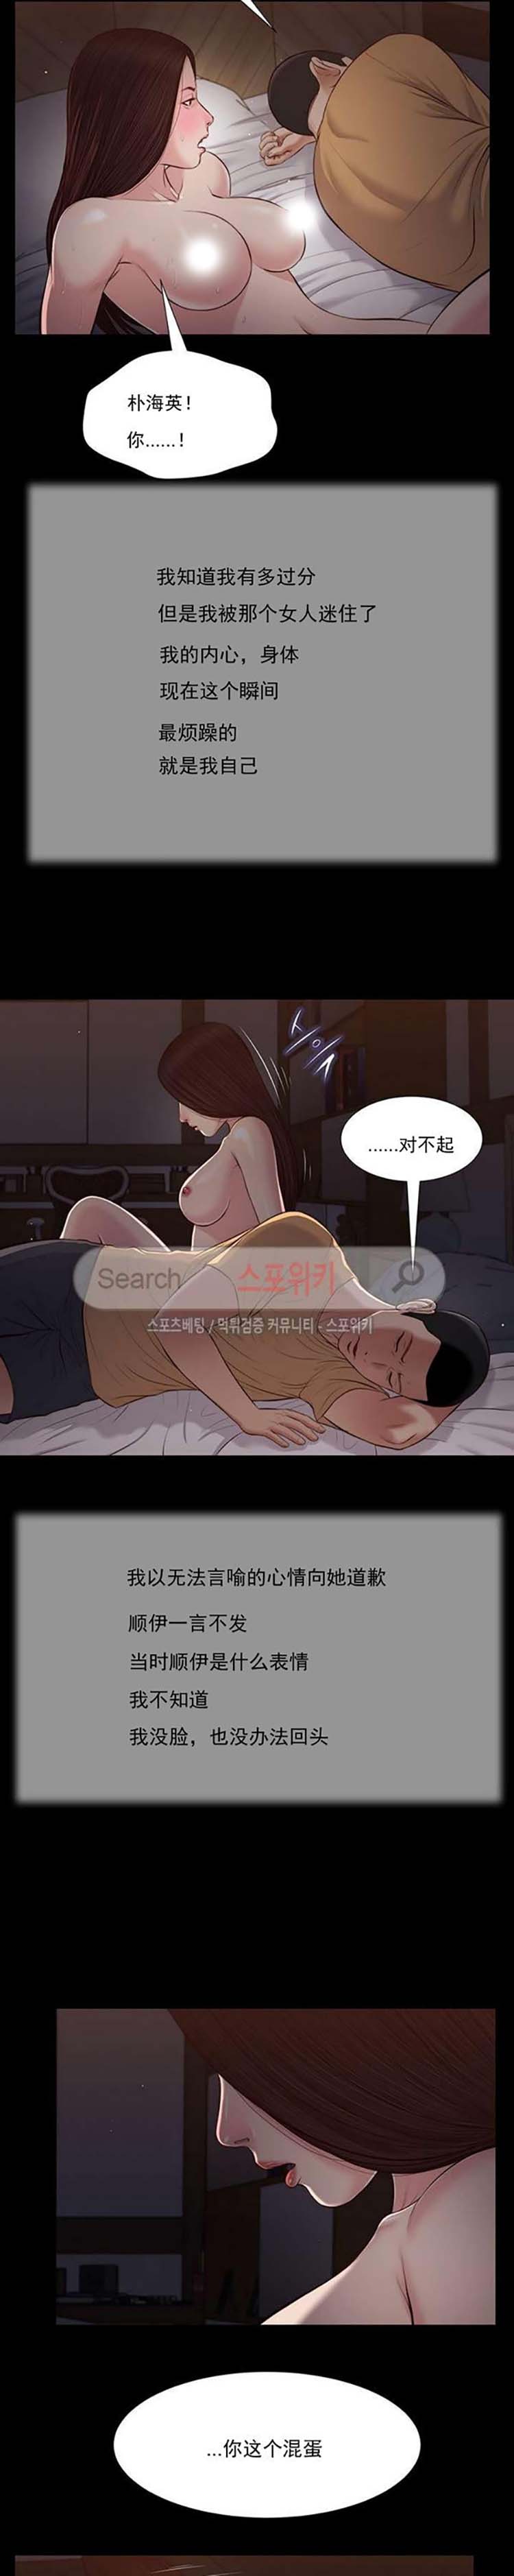 朴海英！
你......！
我知道我有多过分
但是我被那个女人迷住了
我的内心，身体
现在这个瞬间
最烦躁的
就是我自己
스으
......对不起
Search 스포위키
스포츠베팅 / 먹튀검증 커뮤니티 - 스포위키
我以无法言喻的心情向她道歉
顺伊一言不发
当时顺伊是什么表情
我不知道
我没脸，也没办法回头
...你这个混蛋